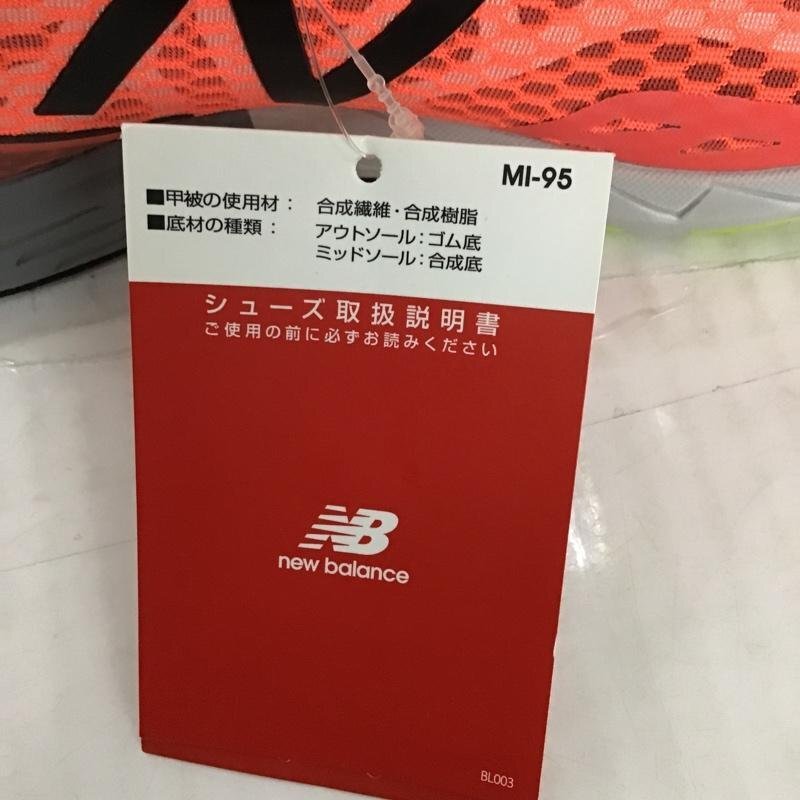 MI-95
■甲被の使用材： 合成繊維・合成樹脂
■底材の種類： アウトソール：ゴム底
ミッドソール：合成底
シューズ取扱説明書
ご使用の前に必ずお読みください
NB
new balance
BL003